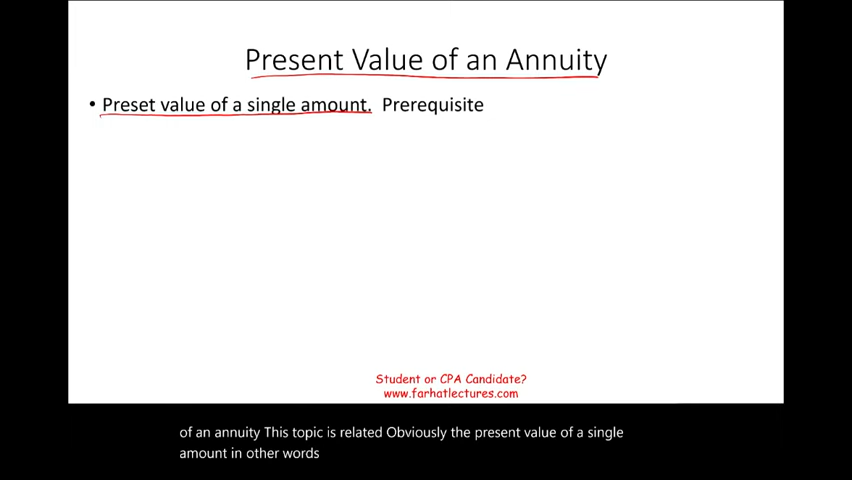 Present Value of an Annuity
• Preset value of a single amount. Prerequisite
Student or CPA Candidate?
www.farhatlectures.com
of an annuity This topic is related Obviously the present value of a single
amount in other words